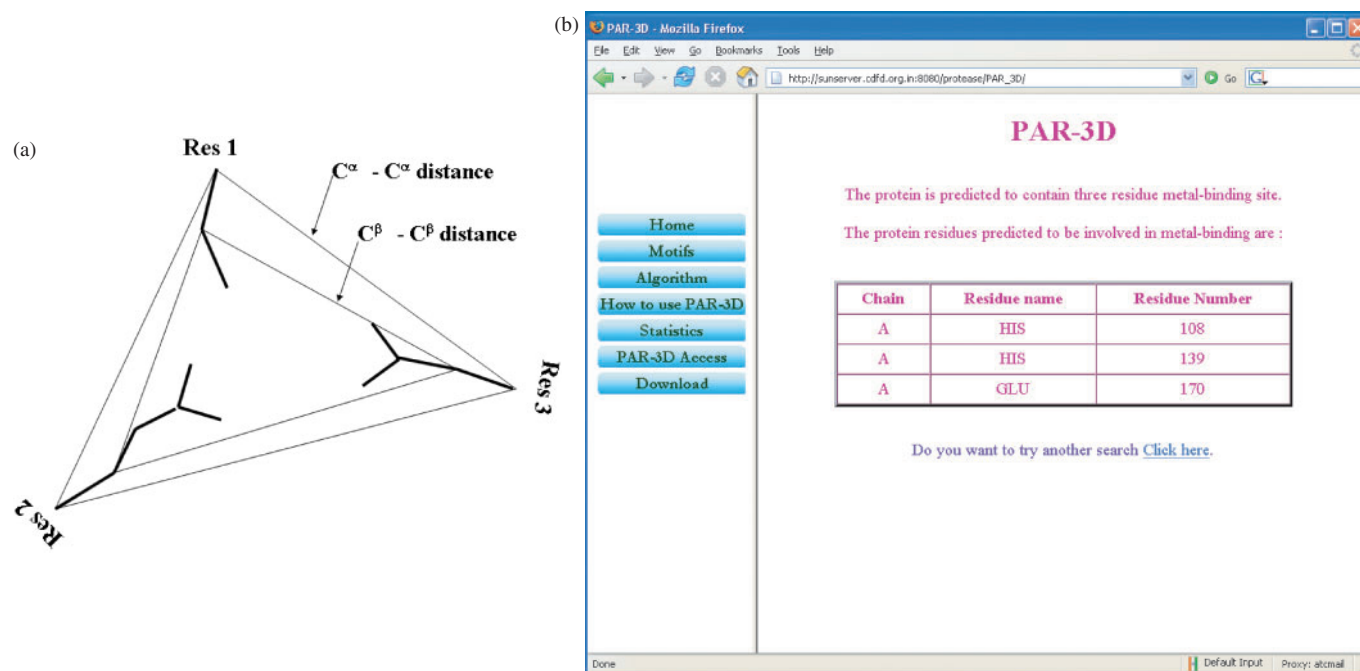 (a)
Res 1
Cα - Cα distance
Cβ - Cβ distance
Res 2
Res 3
(b)
PAR-3D - Mozilla Firefox
File Edit View Go Bookmarks Tools Help
http://sunserver.cdfd.org.in:8080/protease/PAR_3D/
Go
G
Home
Motifs
Algorithm
How to use PAR-3D
Statistics
PAR-3D Access
Download
PAR-3D
The protein is predicted to contain three residue metal-binding site.
The protein residues predicted to be involved in metal-binding are :
Chain Residue name Residue Number
A HIS 108
A HIS 139
A GLU 170
Do you want to try another search Click here.
Done
Default Input Proxy: atcmail